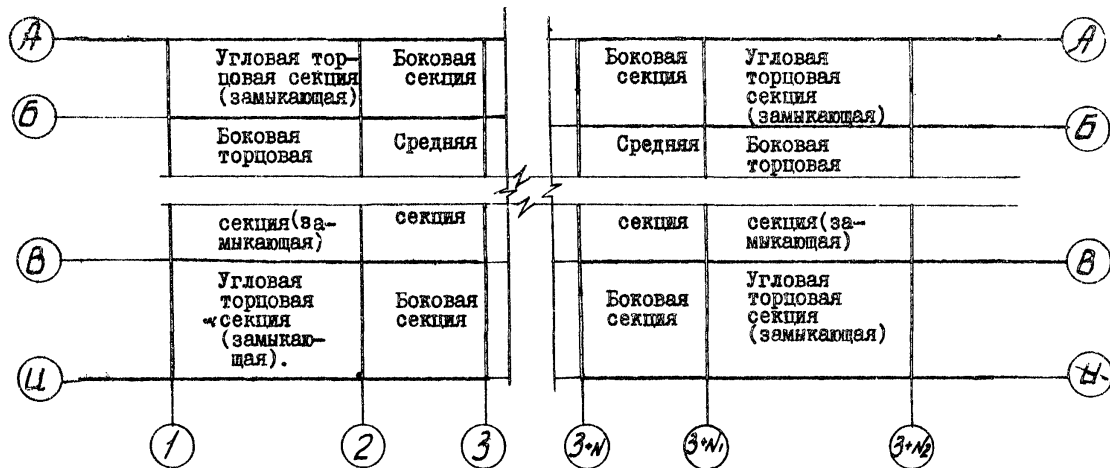 А
Угловая тор-
цовая секция
(замыкающая)
Боковая
секция
Боковая
секция
Угловая
торцовая
секция
(замыкающая)
А
Б
Боковая
торцовая
Средняя
Средняя
Боковая
торцовая
Б
секция(за-
мыкающая)
секция
секция
секция(за-
мыкающая)
В
В
Угловая
торцовая
секция
(замыкаю-
щая).
Боковая
секция
Боковая
секция
Угловая
торцовая
секция
(замыкающая)
И
1
2
3
3+N
3+N1
3+N2